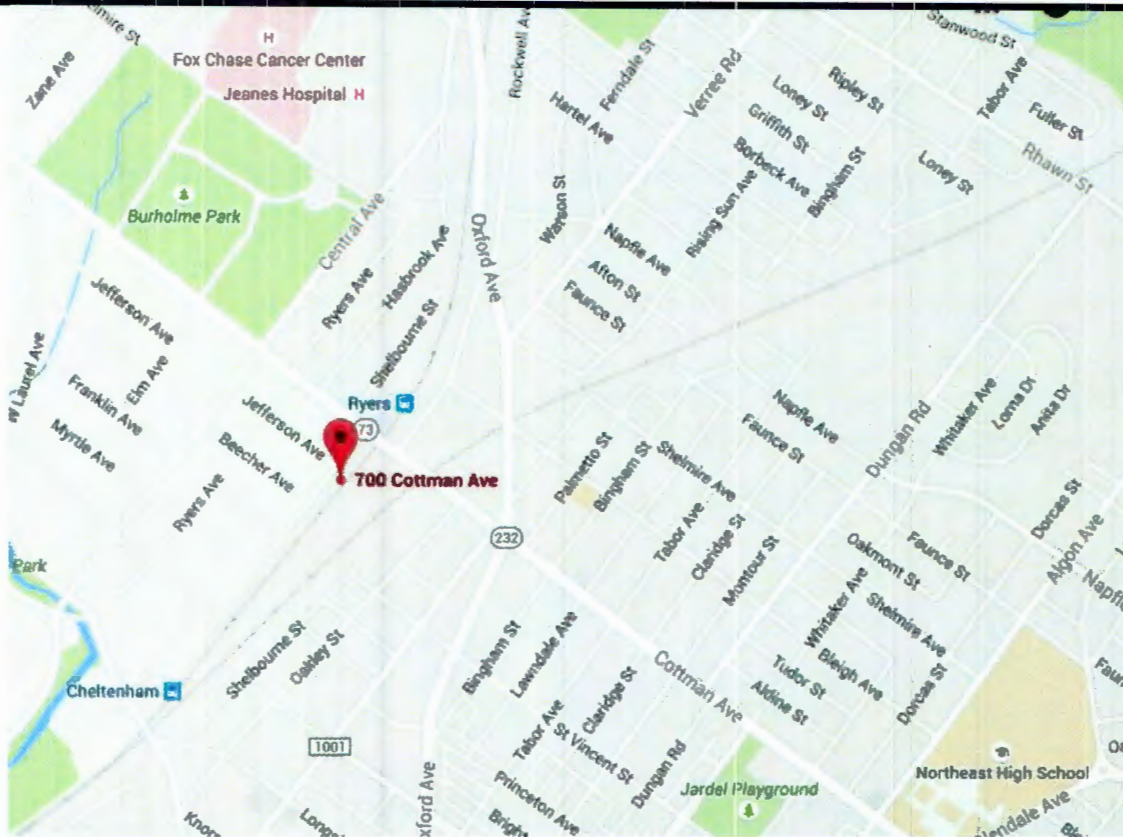 Stanwood St
elmire St
H
Fox Chase Cancer Center
Jeanes Hospital H
Zane Ave
Rockwell Ave
Ferndale St
Hartel Ave
Verree Rd
Loney St
Ripley St
Griffith St
Borbeck Ave
Bingham St
Tabor Ave
Fuller St
Loney St
Rhawn St
Burholme Park
Central Ave
Oxford Ave
Watson St
Rising Sun Ave
Napfle Ave
Afton St
Faunce St
Ryers Ave
Hasbrook Ave
Shelbourne St
Jefferson Ave
Elm Ave
W Laurel Ave
Franklin Ave
Myrtle Ave
Ryers
73
Jefferson Ave
Beecher Ave
Ryers Ave
700 Cottman Ave
Napfle Ave
Faunce St
Dungan Rd
Whitaker Ave
Lorna Dr
Anita Dr
Palmetto St
Bingham St
Shelmire Ave
Tabor Ave
Claridge St
Montour St
Dorcas St
Algon Ave
Napfle
232
Oakmont St
Faunce St
Whitaker Ave
Shelmire Ave
Bleigh Ave
Tudor St
Aldine St
Dorcas St
Park
Cheltenham
Shelbourne St
Oakley St
1001
Bingham St
Lawndale Ave
Claridge St
Tabor Ave
St Vincent St
Dungan Rd
Princeton Ave
Cottman Ave
Jardel Playground
Northeast High School
xford Ave
Knorr